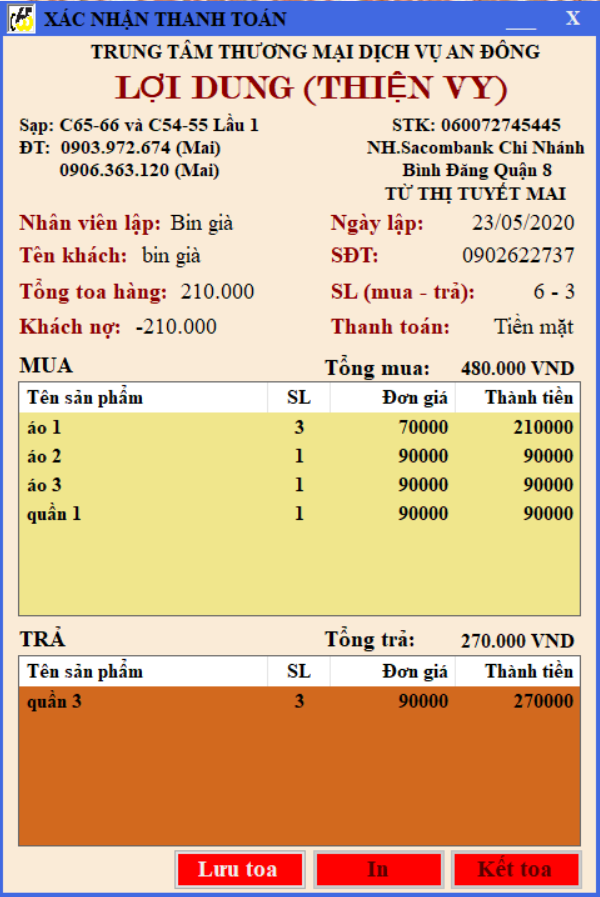 XÁC NHẬN THANH TOÁN __ X
TRUNG TÂM THƯƠNG MẠI DỊCH VỤ AN ĐÔNG
LỢI DUNG (THIỆN VY)
Sạp: C65-66 và C54-55 Lầu 1 STK: 060072745445
ĐT: 0903.972.674 (Mai) NH.Sacombank Chi Nhánh
0906.363.120 (Mai) Bình Đăng Quận 8
TỪ THỊ TUYẾT MAI
Nhân viên lập: Bin già Ngày lập: 23/05/2020
Tên khách: bin già SĐT: 0902622737
Tổng toa hàng: 210.000 SL (mua - trả): 6 - 3
Khách nợ: -210.000 Thanh toán: Tiền mặt
MUA Tổng mua: 480.000 VND
Tên sản phẩm SL Đơn giá Thành tiền
áo 1 3 70000 210000
áo 2 1 90000 90000
áo 3 1 90000 90000
quần 1 1 90000 90000
TRẢ Tổng trả: 270.000 VND
Tên sản phẩm SL Đơn giá Thành tiền
quần 3 3 90000 270000
Lưu toa In Kết toa